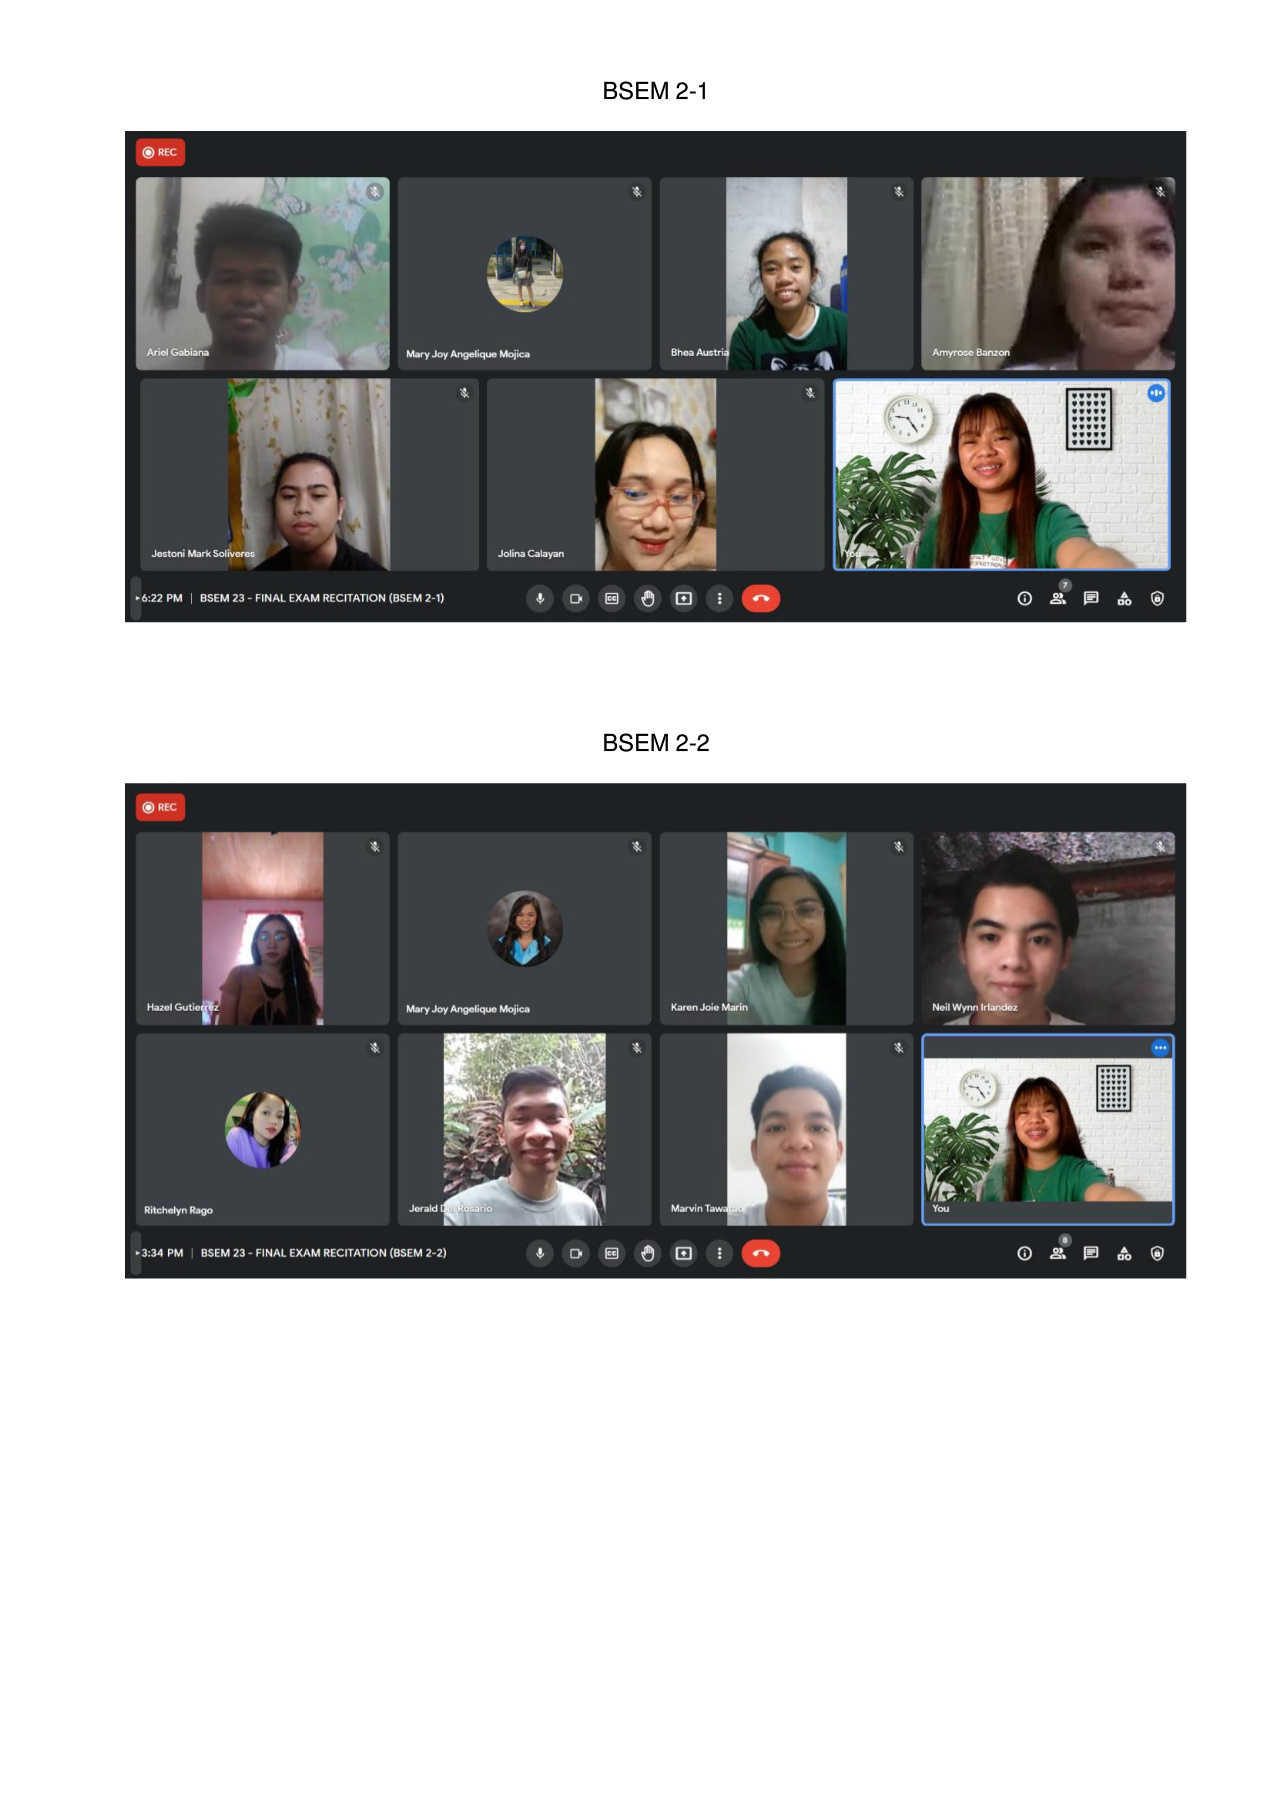 BSEM 2-1
REC
Ariel Gabiana
Mary Joy Angelique Mojica
Bhea Austria
Amyrose Banzon
Jestoni Mark Soliveres
Jolina Calayan
You
7
6:22 PM | BSEM 23 - FINAL EXAM RECITATION (BSEM 2-1)
BSEM 2-2
REC
Hazel Gutierrez
Mary Joy Angelique Mojica
Karen Joie Marin
Neil Wynn Irlandez
Ritchelyn Rago
Jerald Del Rosario
Marvin Tawatao
You
8
3:34 PM | BSEM 23 - FINAL EXAM RECITATION (BSEM 2-2)